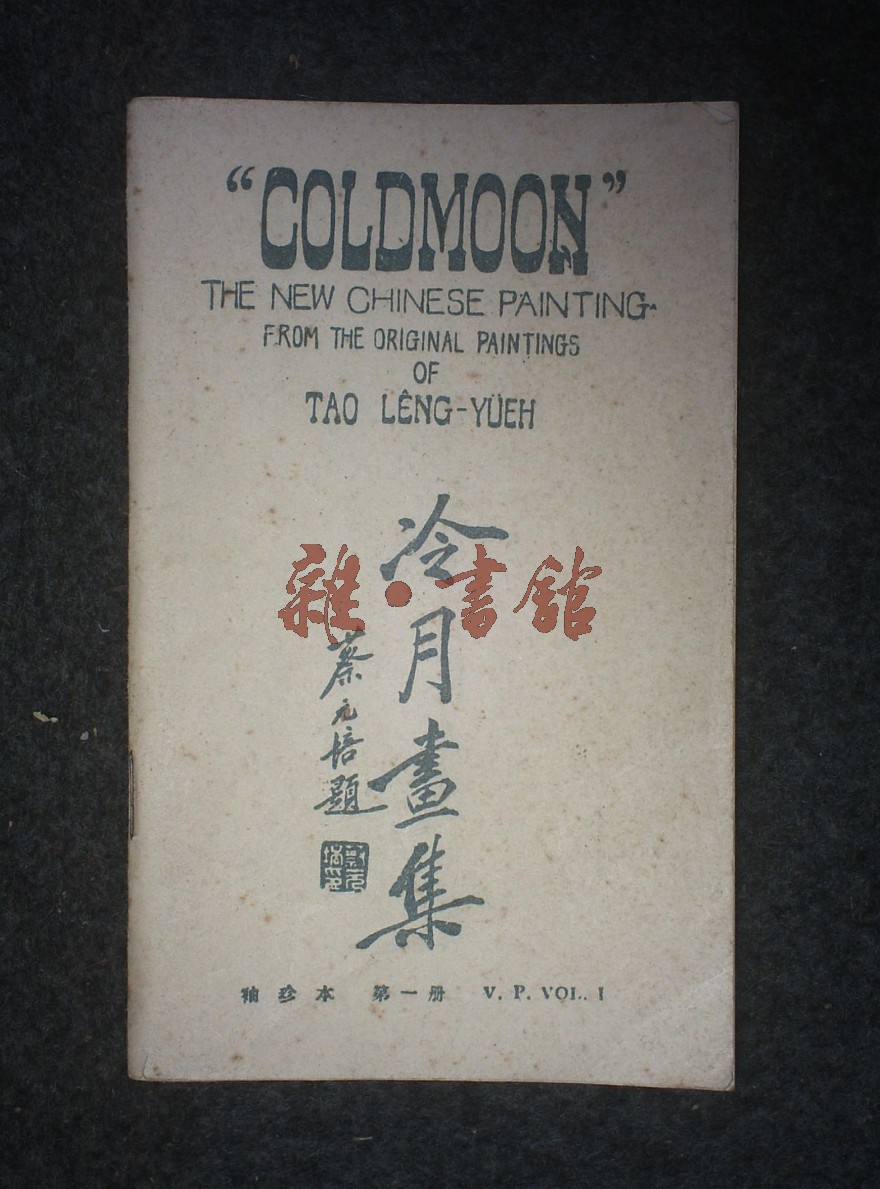 “COLDMOON”
THE NEW CHINESE PAINTING
FROM THE ORIGINAL PAINTINGS
OF
TAO LÊNG-YÜEH
冷月畫集
蔡元培題
雜·書館
袖珍本 第一册 V. P. VOL. I